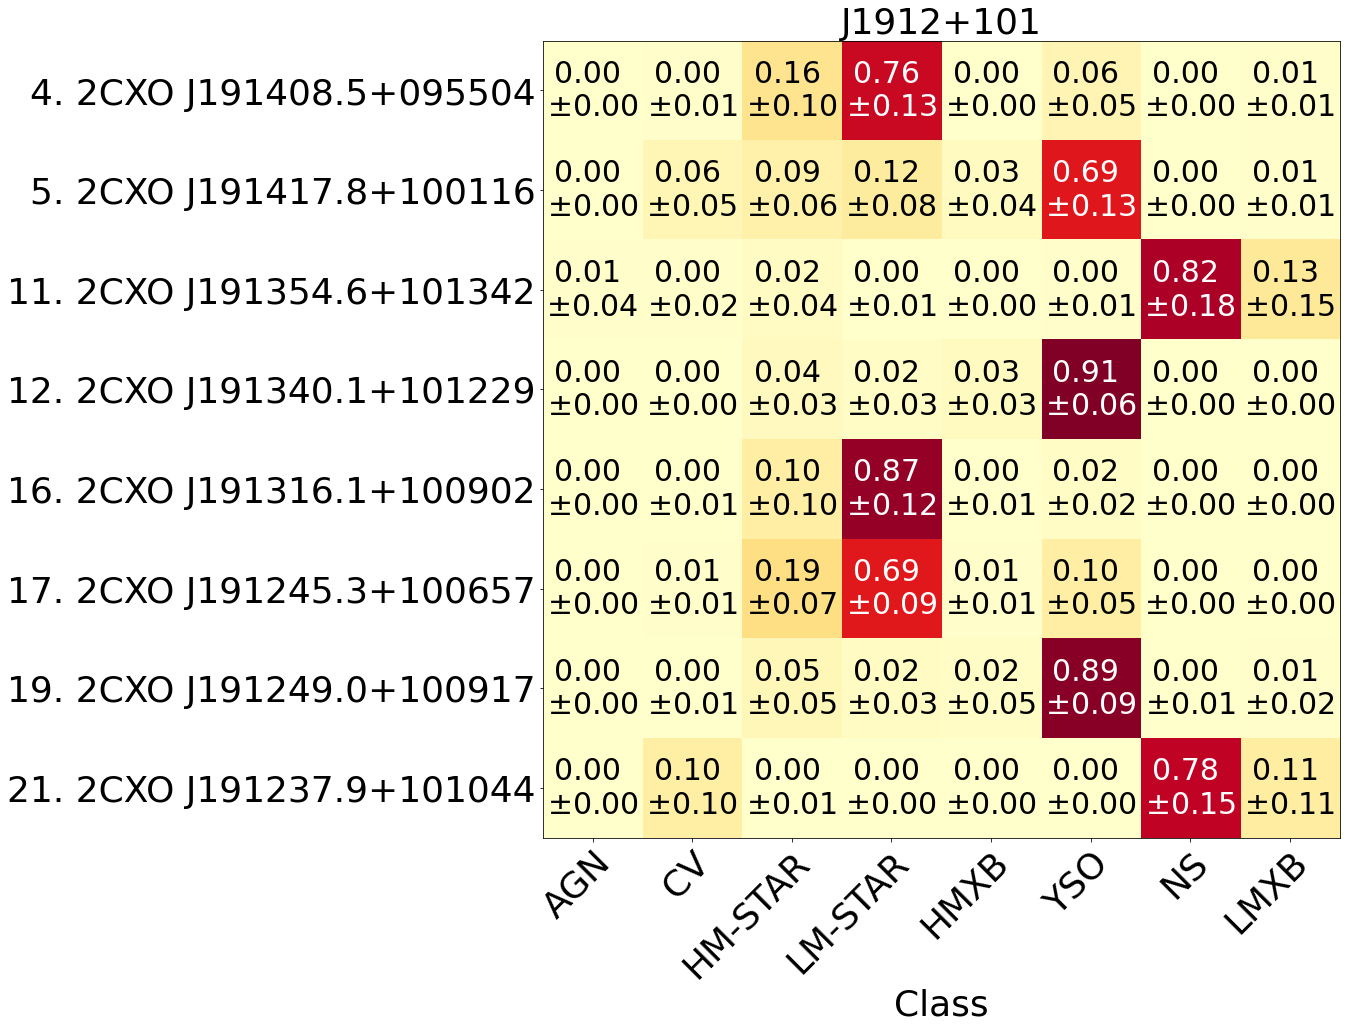 J1912+101
4. 2CXO J191408.5+095504 0.00 0.00 0.16 0.76 0.00 0.06 0.00 0.01
±0.00 ±0.01 ±0.10 ±0.13 ±0.00 ±0.05 ±0.00 ±0.01
5. 2CXO J191417.8+100116 0.00 0.06 0.09 0.12 0.03 0.69 0.00 0.01
±0.00 ±0.05 ±0.06 ±0.08 ±0.04 ±0.13 ±0.00 ±0.01
11. 2CXO J191354.6+101342 0.01 0.00 0.02 0.00 0.00 0.00 0.82 0.13
±0.04 ±0.02 ±0.04 ±0.01 ±0.00 ±0.01 ±0.18 ±0.15
12. 2CXO J191340.1+101229 0.00 0.00 0.04 0.02 0.03 0.91 0.00 0.00
±0.00 ±0.00 ±0.03 ±0.03 ±0.03 ±0.06 ±0.00 ±0.00
16. 2CXO J191316.1+100902 0.00 0.00 0.10 0.87 0.00 0.02 0.00 0.00
±0.00 ±0.01 ±0.10 ±0.12 ±0.01 ±0.02 ±0.00 ±0.00
17. 2CXO J191245.3+100657 0.00 0.01 0.19 0.69 0.01 0.10 0.00 0.00
±0.00 ±0.01 ±0.07 ±0.09 ±0.01 ±0.05 ±0.00 ±0.00
19. 2CXO J191249.0+100917 0.00 0.00 0.05 0.02 0.02 0.89 0.00 0.01
±0.00 ±0.01 ±0.05 ±0.03 ±0.05 ±0.09 ±0.01 ±0.02
21. 2CXO J191237.9+101044 0.00 0.10 0.00 0.00 0.00 0.00 0.78 0.11
±0.00 ±0.10 ±0.01 ±0.00 ±0.00 ±0.00 ±0.15 ±0.11
AGN CV HM-STAR LM-STAR HMXB YSO NS LMXB
Class